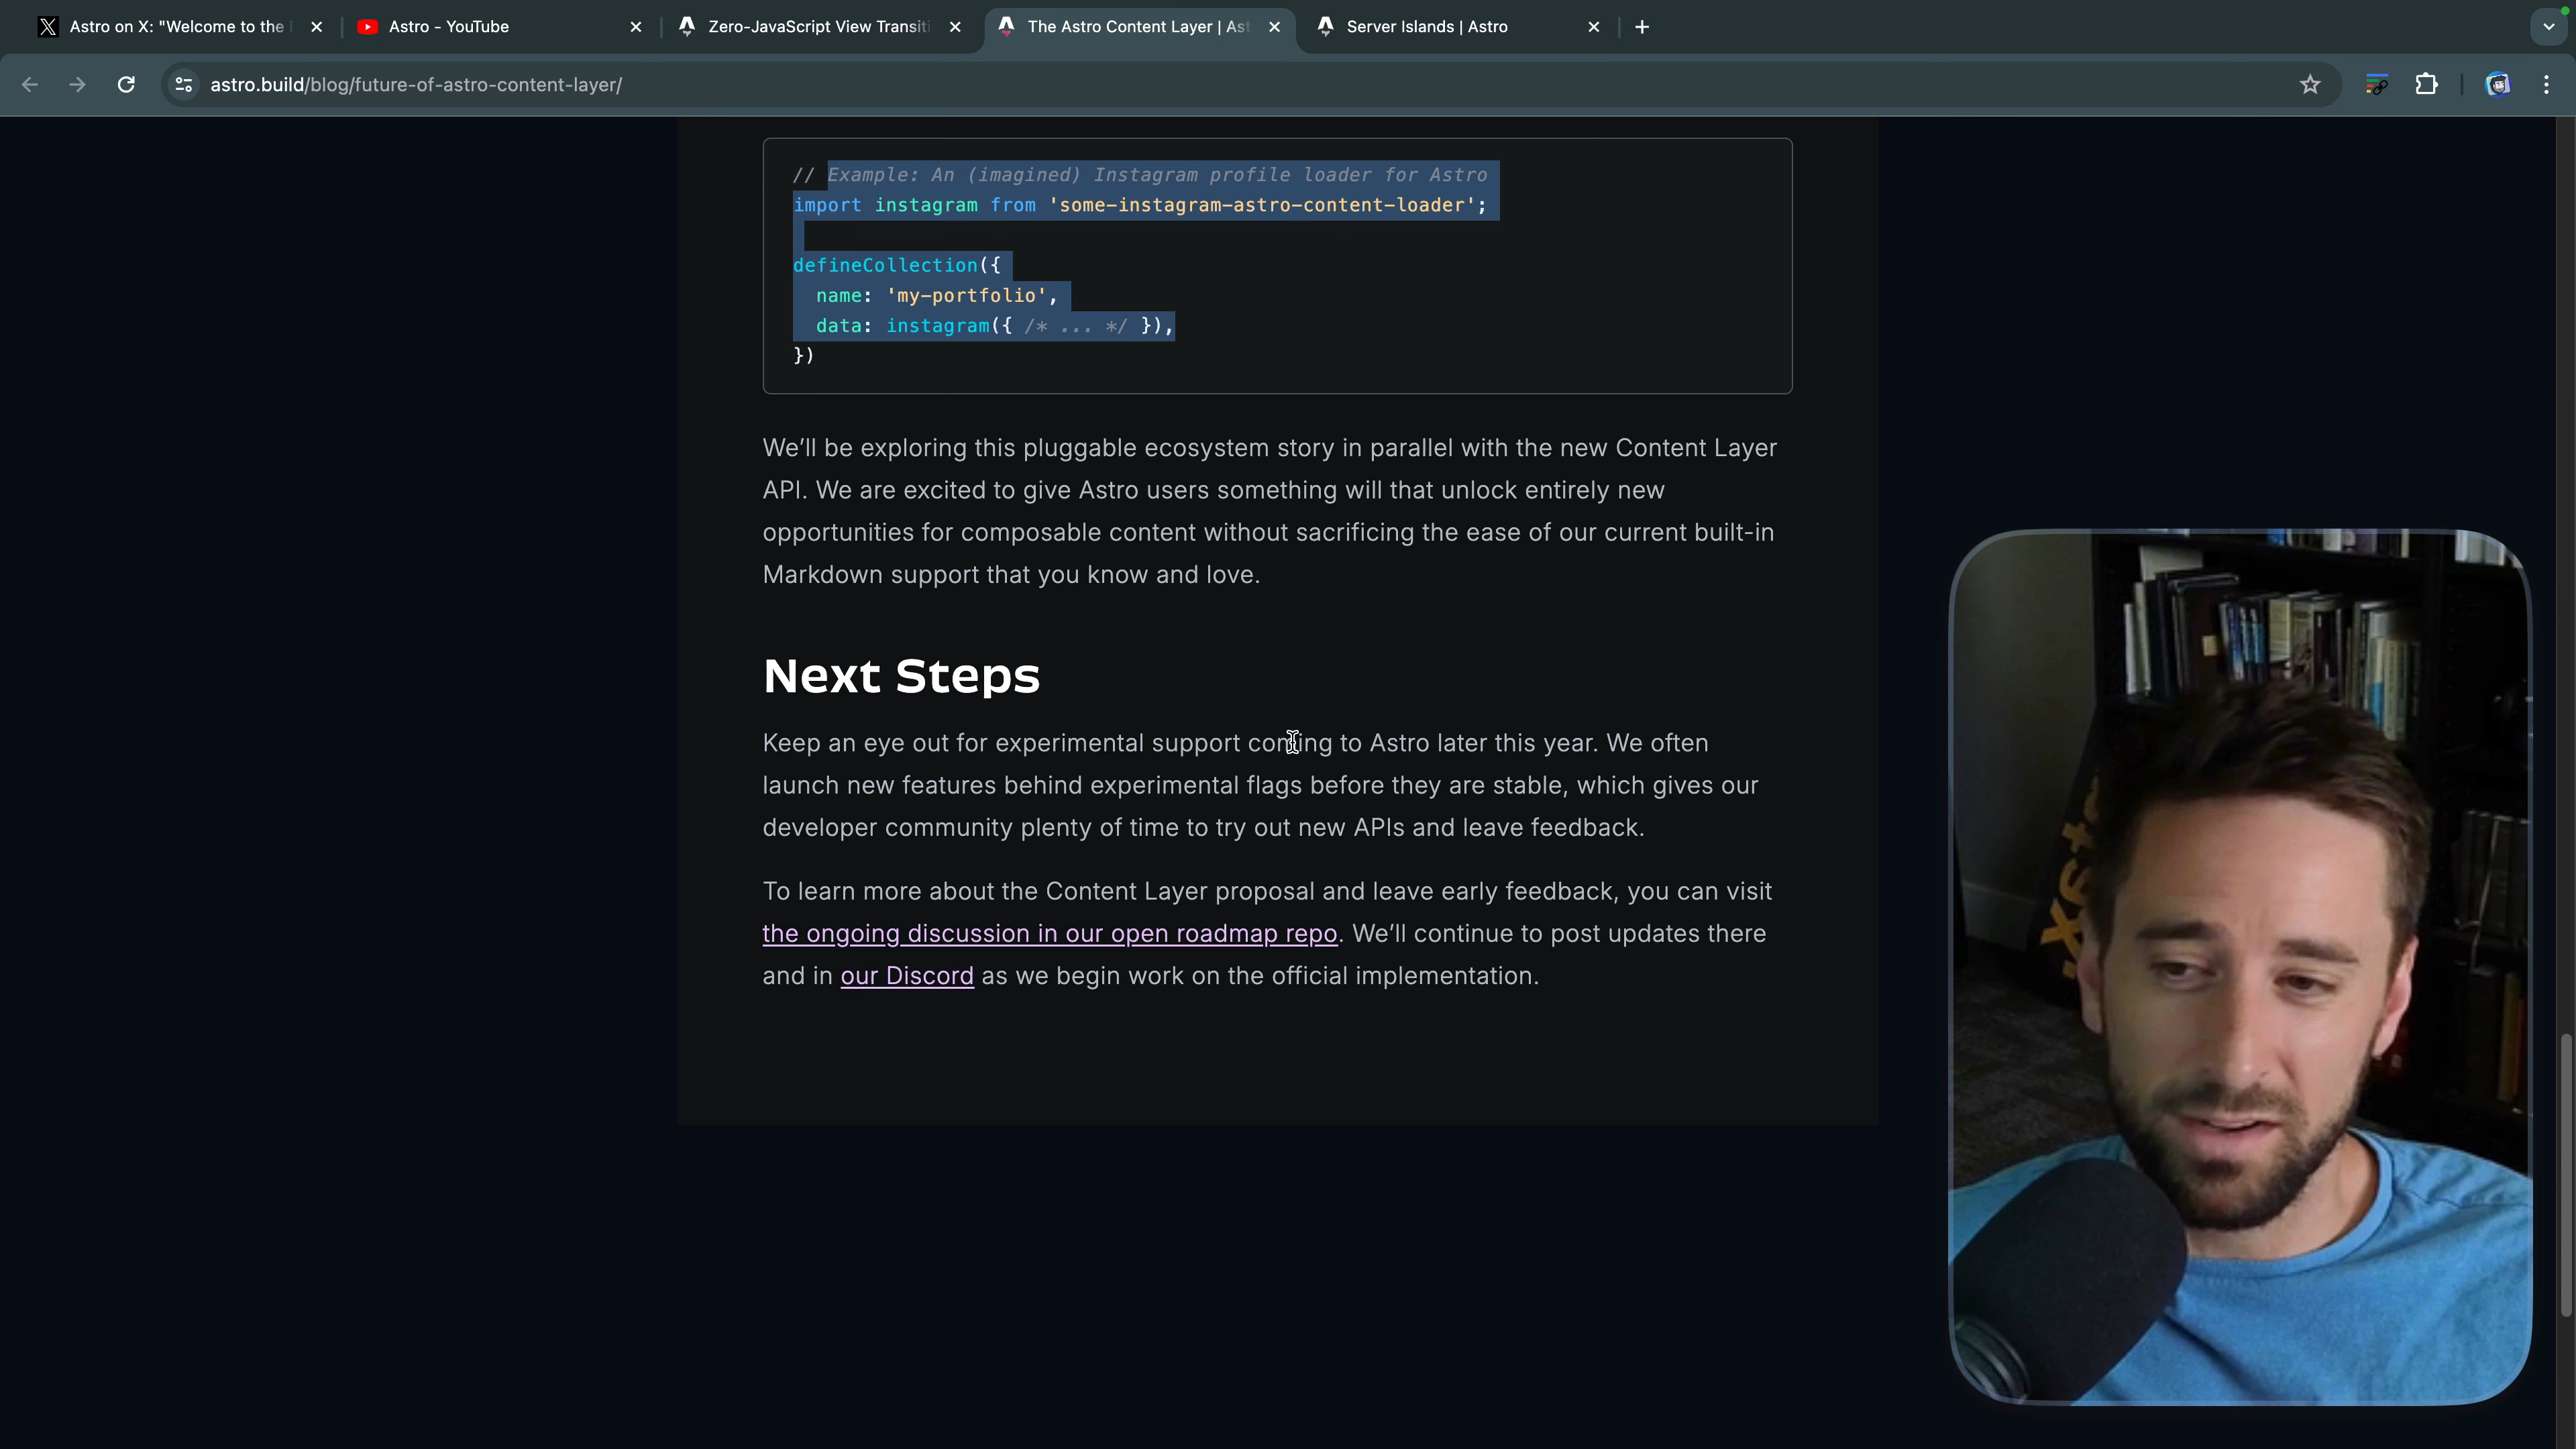 Astro on X: "Welcome to the f
Astro - YouTube
Zero-JavaScript View Transiti
The Astro Content Layer | Ast
Server Islands | Astro
astro.build/blog/future-of-astro-content-layer/
// Example: An (imagined) Instagram profile loader for Astro
import instagram from 'some-instagram-astro-content-loader';
defineCollection({
name: 'my-portfolio',
data: instagram({ /* ... */ }),
})
We'll be exploring this pluggable ecosystem story in parallel with the new Content Layer
API. We are excited to give Astro users something will that unlock entirely new
opportunities for composable content without sacrificing the ease of our current built-in
Markdown support that you know and love.
Next Steps
Keep an eye out for experimental support coming to Astro later this year. We often
launch new features behind experimental flags before they are stable, which gives our
developer community plenty of time to try out new APIs and leave feedback.
To learn more about the Content Layer proposal and leave early feedback, you can visit
the ongoing discussion in our open roadmap repo. We'll continue to post updates there
and in our Discord as we begin work on the official implementation.